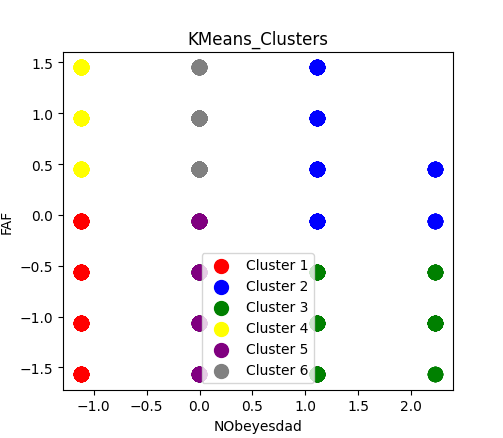 KMeans_Clusters
1.5
1.0
0.5
0.0
−0.5
−1.0
−1.5
FAF
Cluster 1
Cluster 2
Cluster 3
Cluster 4
Cluster 5
Cluster 6
−1.0 −0.5 0.0 0.5 1.0 1.5 2.0
NObeyesdad